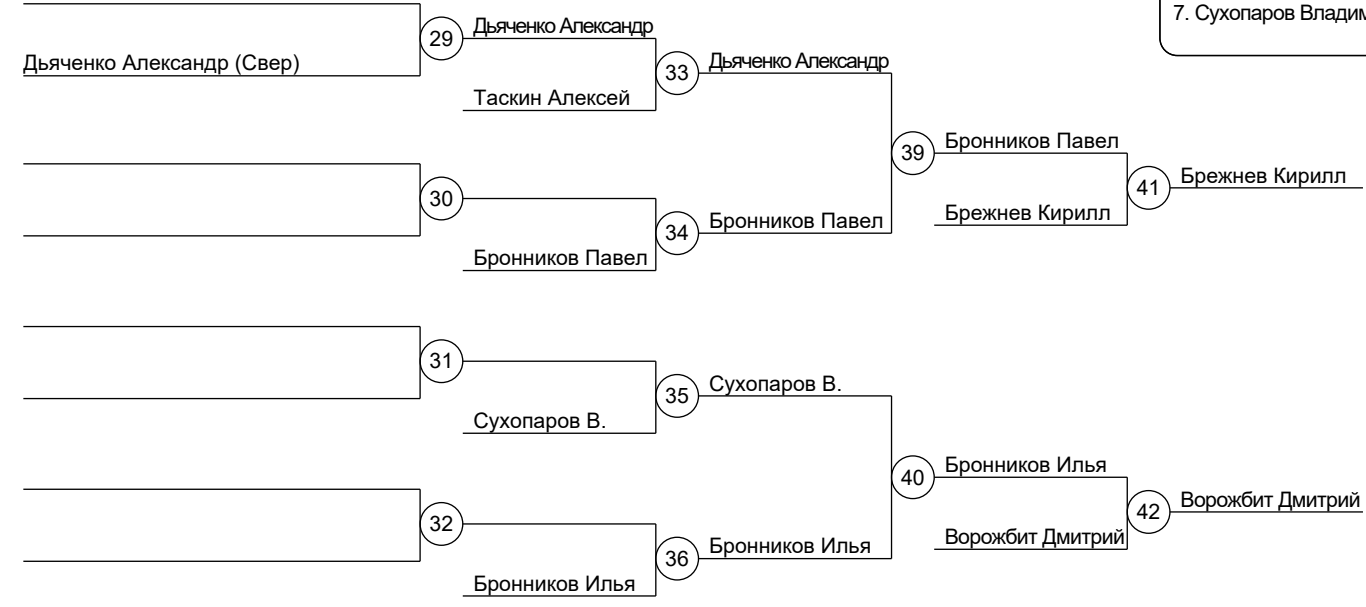 7. Сухопаров Владим
29
Дьяченко Александр
Дьяченко Александр (Свер)
33
Дьяченко Александр
Таскин Алексей
39
Бронников Павел
41
Брежнев Кирилл
30
Брежнев Кирилл
34
Бронников Павел
Бронников Павел
31
35
Сухопаров В.
Сухопаров В.
40
Бронников Илья
42
Ворожбит Дмитрий
32
Ворожбит Дмитрий
36
Бронников Илья
Бронников Илья